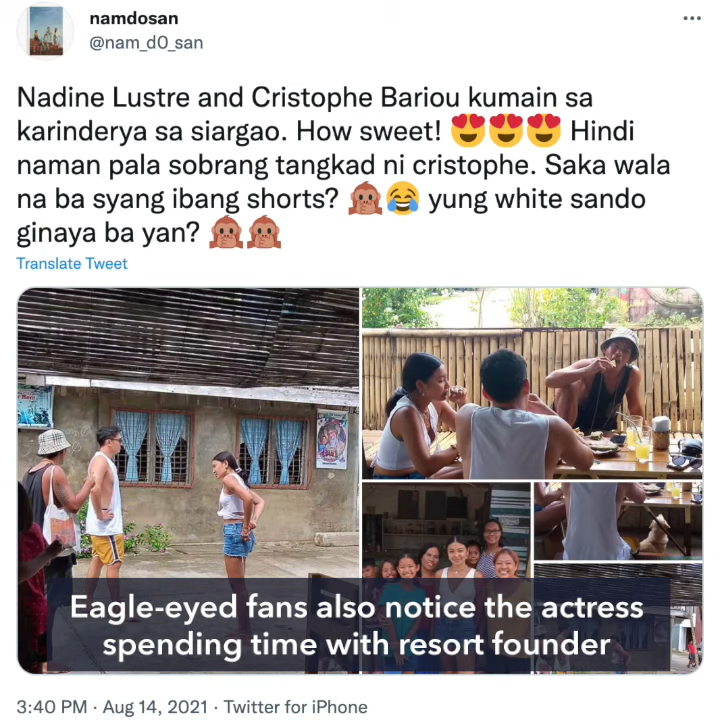 namdosan
@nam_d0_san
Nadine Lustre and Cristophe Bariou kumain sa
karinderya sa siargao. How sweet! 😍😍😍 Hindi
naman pala sobrang tangkad ni cristophe. Saka wala
na ba syang ibang shorts? 🙊😂 yung white sando
ginaya ba yan? 🙊🙊
Translate Tweet
Eagle-eyed fans also notice the actress
spending time with resort founder
3:40 PM · Aug 14, 2021 · Twitter for iPhone